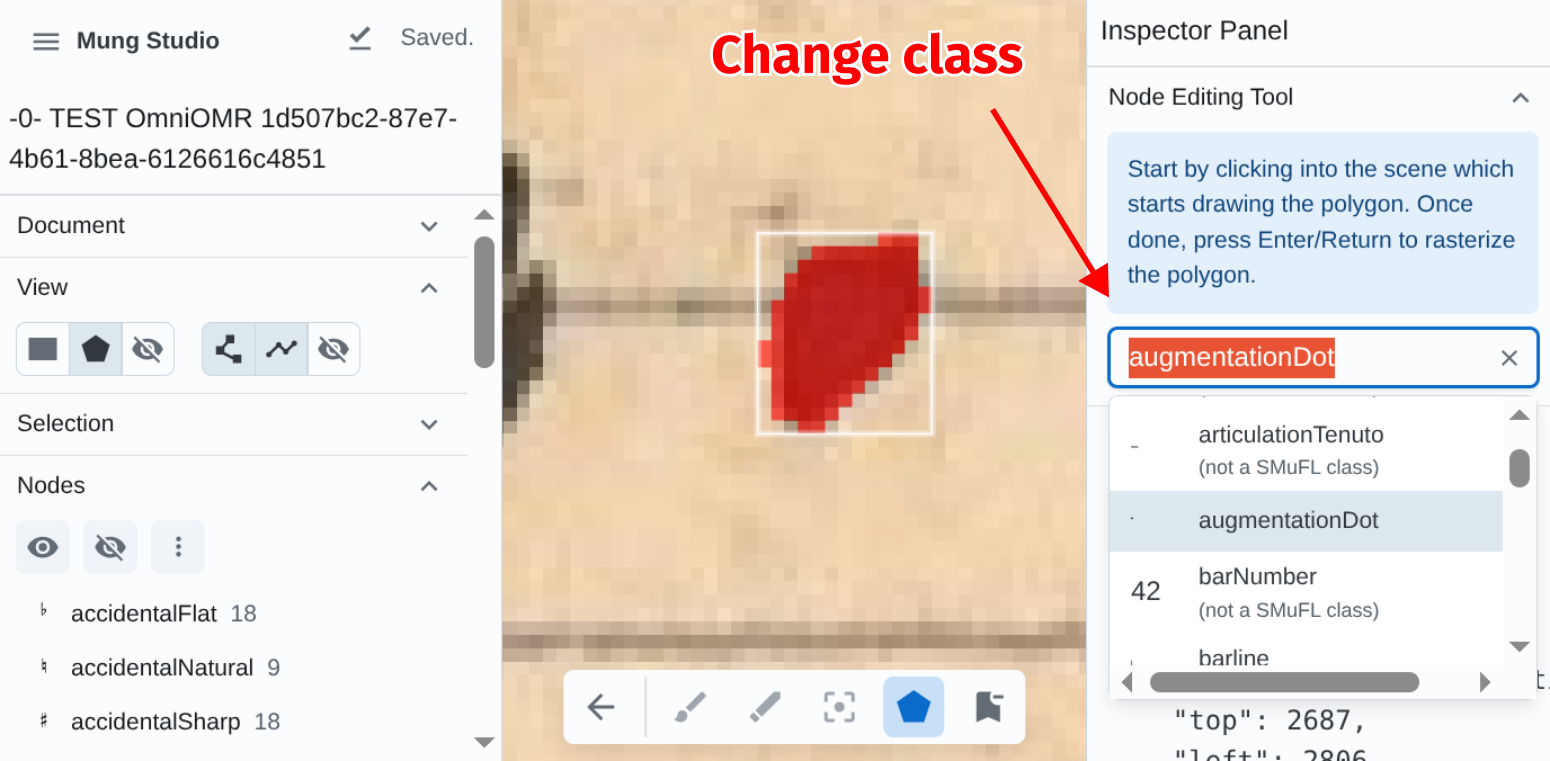 Mung Studio
Saved.
-0- TEST OmniOMR 1d507bc2-87e7-
4b61-8bea-6126616c4851
Document
View
Selection
Nodes
accidentalFlat 18
accidentalNatural 9
accidentalSharp 18
Change class
Inspector Panel
Node Editing Tool
Start by clicking into the scene which
starts drawing the polygon. Once
done, press Enter/Return to rasterize
the polygon.
augmentationDot
articulationTenuto
(not a SMuFL class)
augmentationDot
42 barNumber
(not a SMuFL class)
barline
"top": 2687,
"left": 2806